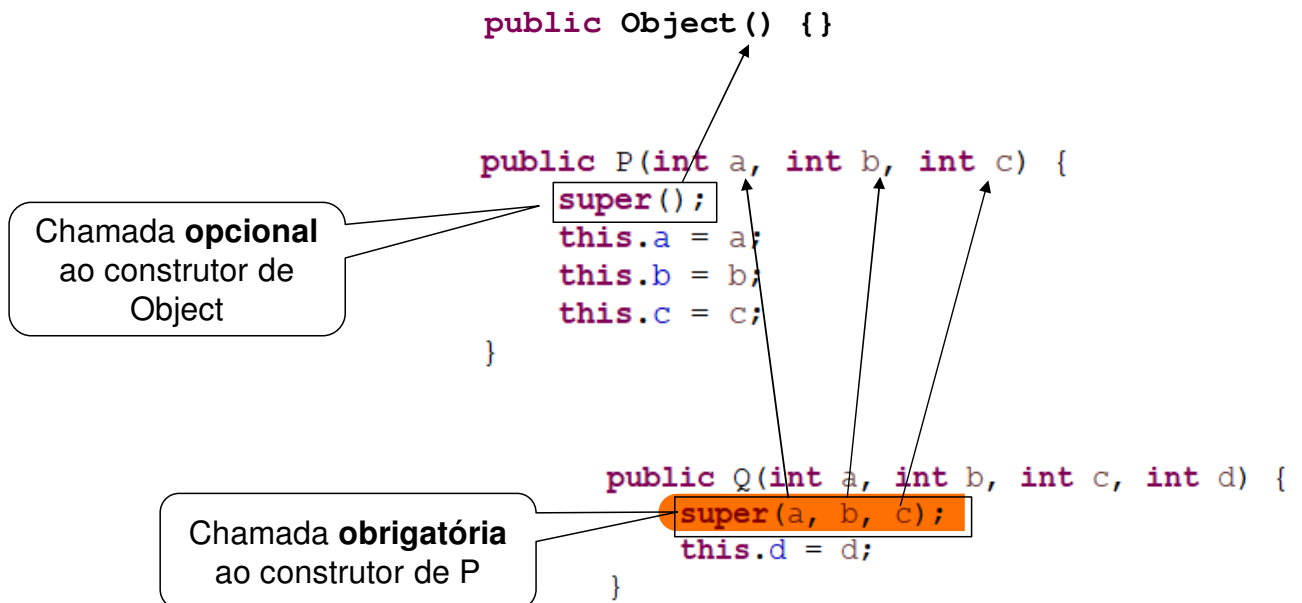 public Object() {}
public P(int a, int b, int c) {
super();
this.a = a;
this.b = b;
this.c = c;
}
Chamada opcional
ao construtor de
Object
public Q(int a, int b, int c, int d) {
super(a, b, c);
this.d = d;
}
Chamada obrigatória
ao construtor de P